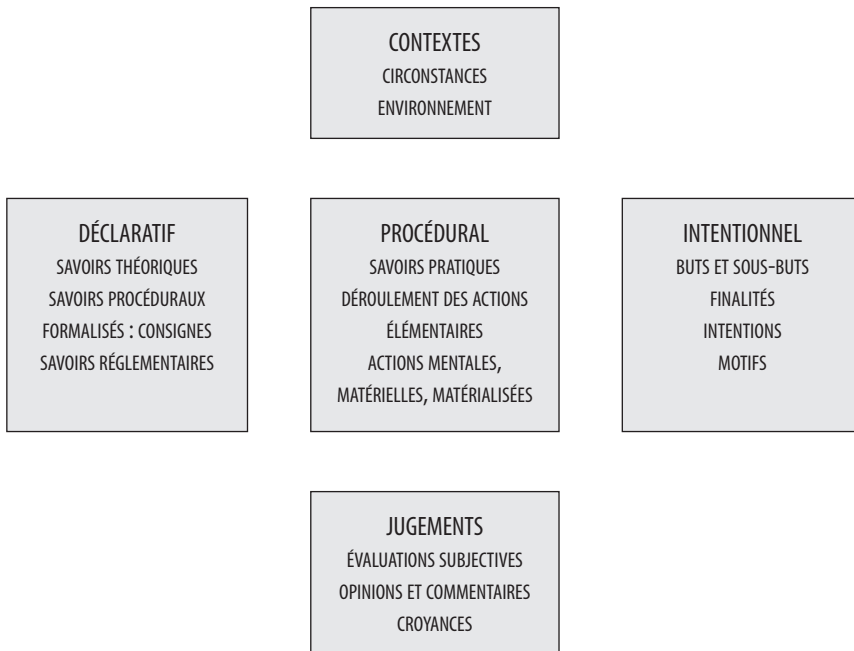 CONTEXTES
CIRCONSTANCES
ENVIRONNEMENT
DÉCLARATIF
SAVOIRS THÉORIQUES
SAVOIRS PROCÉDURAUX
FORMALISÉS : CONSIGNES
SAVOIRS RÉGLEMENTAIRES
PROCÉDURAL
SAVOIRS PRATIQUES
DÉROULEMENT DES ACTIONS
ÉLÉMENTAIRES
ACTIONS MENTALES,
MATÉRIELLES, MATÉRIALISÉES
INTENTIONNEL
BUTS ET SOUS-BUTS
FINALITÉS
INTENTIONS
MOTIFS
JUGEMENTS
ÉVALUATIONS SUBJECTIVES
OPINIONS ET COMMENTAIRES
CROYANCES